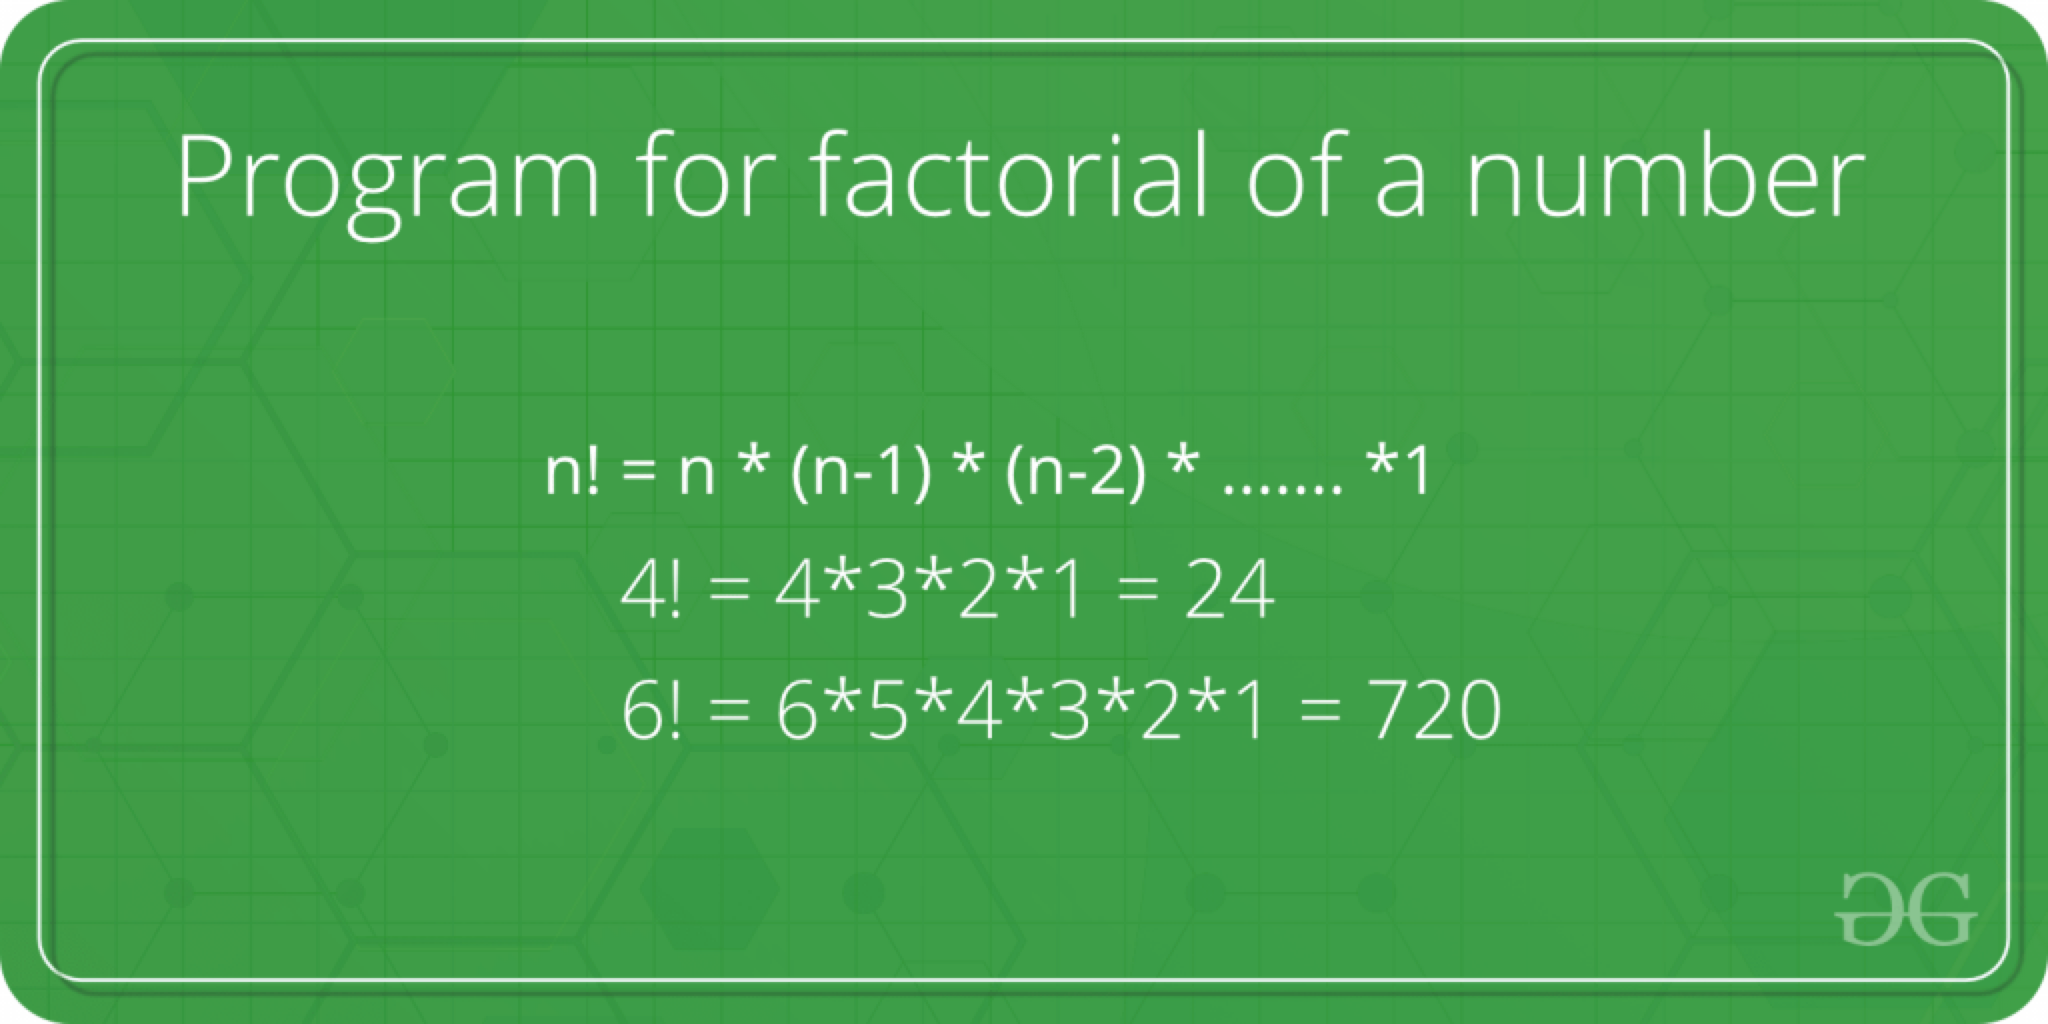 Program for factorial of a number
n! = n * (n-1) * (n-2) * ....... *1
4! = 4*3*2*1 = 24
6! = 6*5*4*3*2*1 = 720